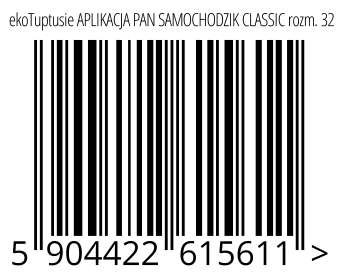 ekoTuptusie APLIKACJA PAN SAMOCHODZIK CLASSIC rozm. 32
5 904422 615611 >